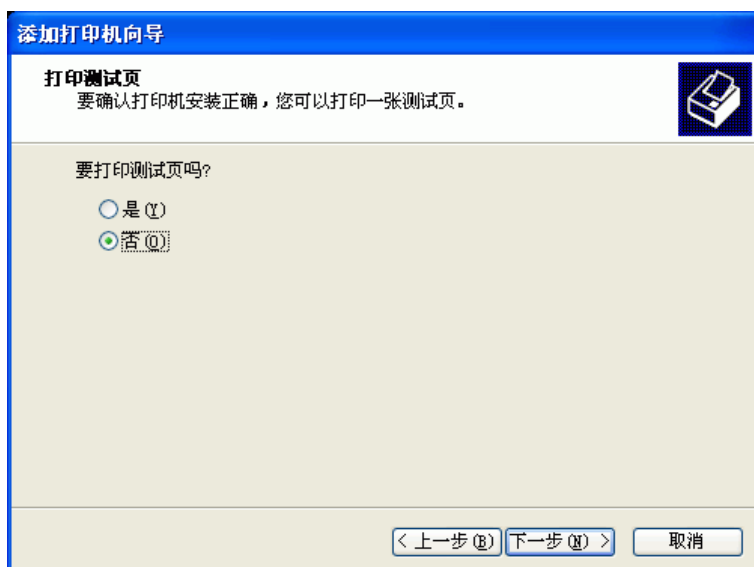 添加打印机向导
打印测试页
要确认打印机安装正确，您可以打印一张测试页。
要打印测试页吗?
是(Y)
否(O)
< 上一步(B) 下一步(N) > 取消